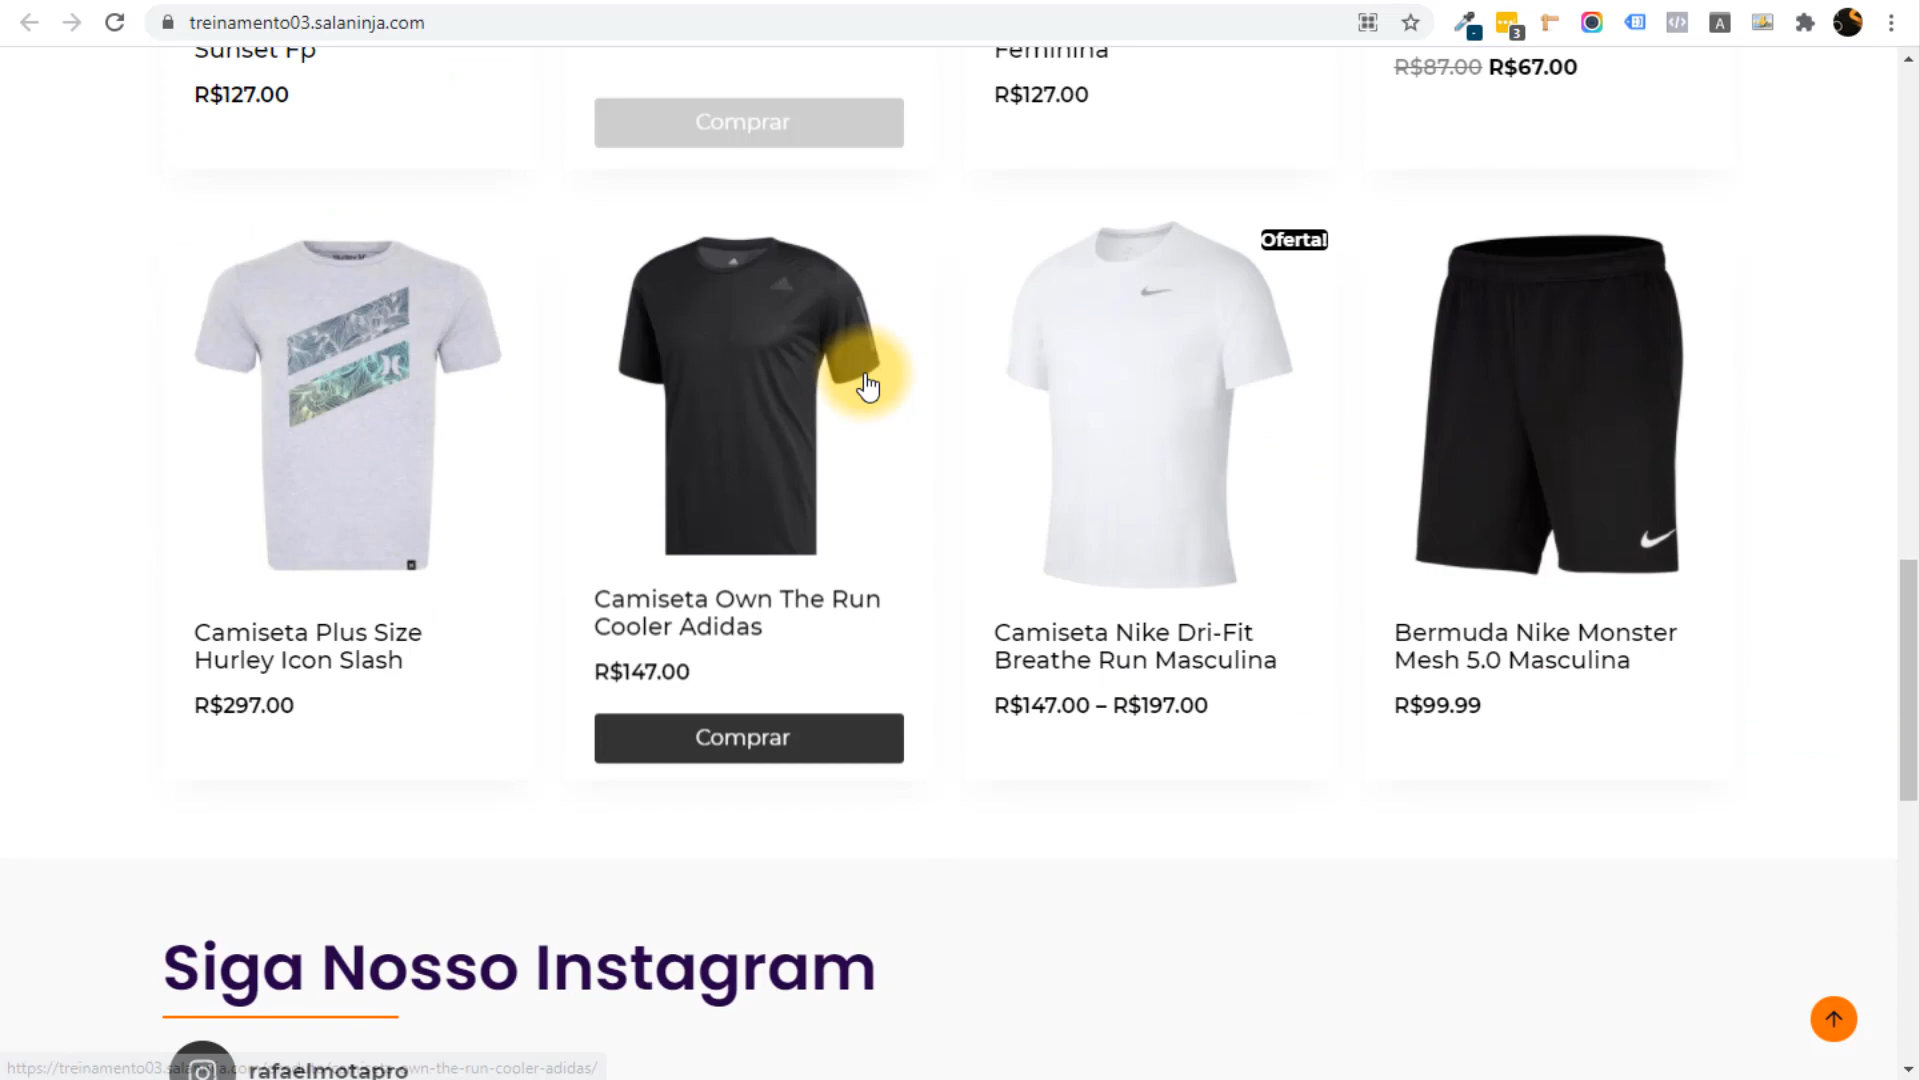 treinamento03.salaninja.com
3
A
Sunset Fp
R$127.00
Comprar
Feminina
R$127.00
R$87.00 R$67.00
Oferta!
Camiseta Plus Size
Hurley Icon Slash
R$297.00
Camiseta Own The Run
Cooler Adidas
R$147.00
Comprar
Camiseta Nike Dri-Fit
Breathe Run Masculina
R$147.00 – R$197.00
Bermuda Nike Monster
Mesh 5.0 Masculina
R$99.99
Siga Nosso Instagram
rafaelmotapro